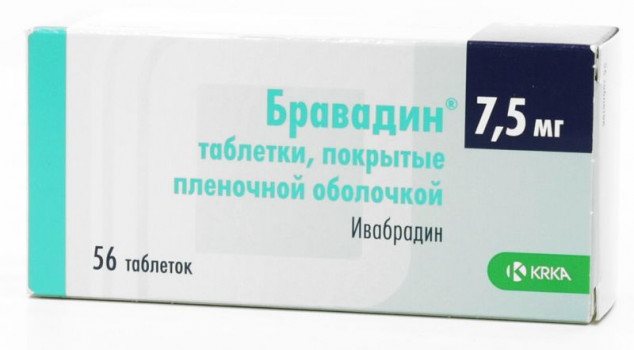 Бравадин®
7,5 мг
таблетки, покрытые
пленочной оболочкой
Ивабрадин
56 таблеток
KRKA